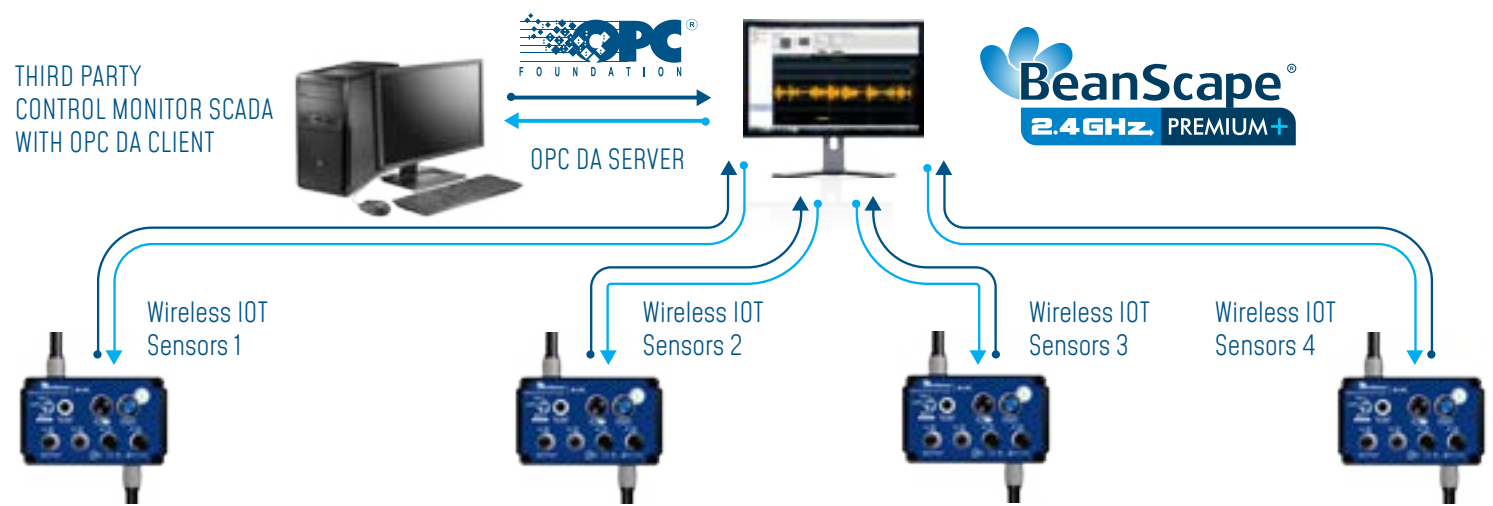 THIRD PARTY
CONTROL MONITOR SCADA
WITH OPC DA CLIENT
OPC®
FOUNDATION
OPC DA SERVER
BeanScape®
2.4GHz PREMIUM+
Wireless IOT
Sensors 1
Wireless IOT
Sensors 2
Wireless IOT
Sensors 3
Wireless IOT
Sensors 4